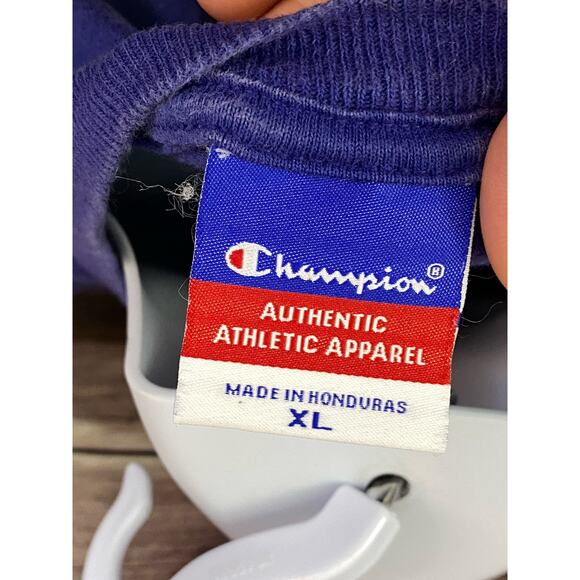 Champion®
AUTHENTIC
ATHLETIC APPAREL
MADE IN HONDURAS
XL